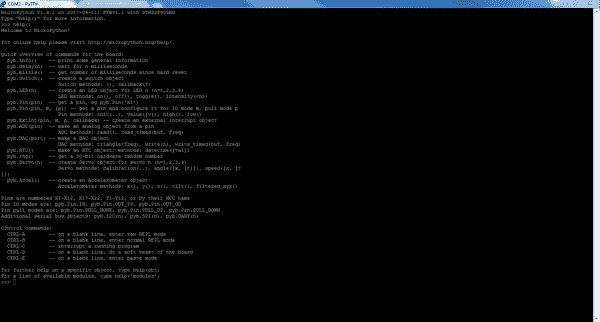 COM3 - PuTTY
MicroPython v1.9.1 on 2017-06-11; PYBv1.1 with STM32F405RG
Type "help()" for more information.
>>> help()
Welcome to MicroPython!
For online help please visit http://micropython.org/help/.
Quick overview of commands for the board:
pyb.info() -- print some general information
pyb.delay(n) -- wait for n milliseconds
pyb.millis() -- get number of milliseconds since hard reset
pyb.Switch() -- create a switch object
Switch methods: (), callback(f)
pyb.LED(n) -- create an LED object for LED n (n=1,2,3,4)
LED methods: on(), off(), toggle(), intensity(<n>)
pyb.Pin(pin) -- get a pin, eg pyb.Pin('X1')
pyb.Pin(pin, m, [p]) -- get a pin and configure it for IO mode m, pull mode p
Pin methods: init(..), value([v]), high(), low()
pyb.ExtInt(pin, m, p, callback) -- create an external interrupt object
pyb.ADC(pin) -- make an analog object from a pin
ADC methods: read(), read_timed(buf, freq)
pyb.DAC(port) -- make a DAC object
DAC methods: triangle(freq), write(n), write_timed(buf, freq)
pyb.RTC() -- make an RTC object; methods: datetime([val])
pyb.rng() -- get a 30-bit hardware random number
pyb.Servo(n) -- create Servo object for servo n (n=1,2,3,4)
Servo methods: calibration(..), angle([x, [t]]), speed([x, [t
]])
pyb.Accel() -- create an Accelerometer object
Accelerometer methods: x(), y(), z(), tilt(), filtered_xyz()
Pins are numbered X1-X12, X17-X22, Y1-Y12, or by their MCU name
Pin IO modes are: pyb.Pin.IN, pyb.Pin.OUT_PP, pyb.Pin.OUT_OD
Pin pull modes are: pyb.Pin.PULL_NONE, pyb.Pin.PULL_UP, pyb.Pin.PULL_DOWN
Additional serial bus objects: pyb.I2C(n), pyb.SPI(n), pyb.UART(n)
Control commands:
CTRL-A -- on a blank line, enter raw REPL mode
CTRL-B -- on a blank line, enter normal REPL mode
CTRL-C -- interrupt a running program
CTRL-D -- on a blank line, do a soft reset of the board
CTRL-E -- on a blank line, enter paste mode
For further help on a specific object, type help(obj)
For a list of available modules, type help('modules')
>>>